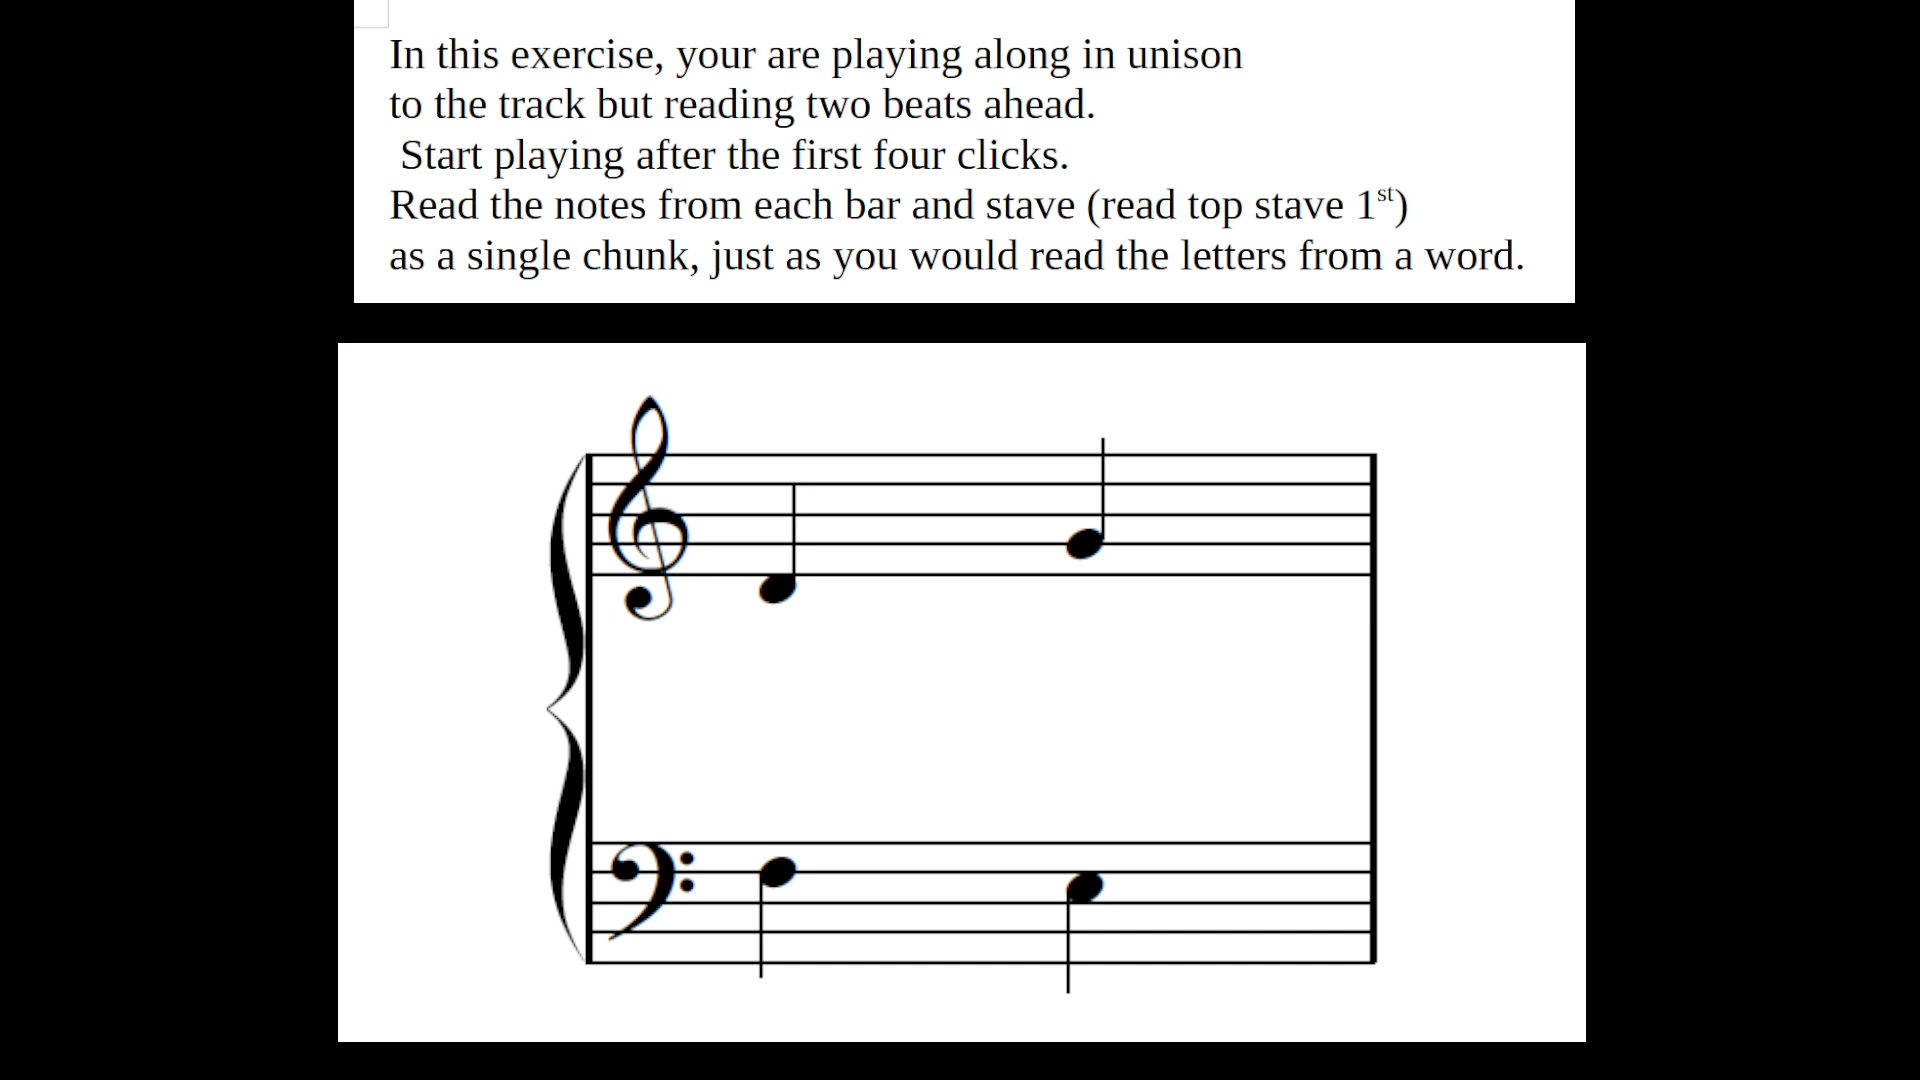 In this exercise, your are playing along in unison
to the track but reading two beats ahead.
Start playing after the first four clicks.
Read the notes from each bar and stave (read top stave 1st)
as a single chunk, just as you would read the letters from a word.